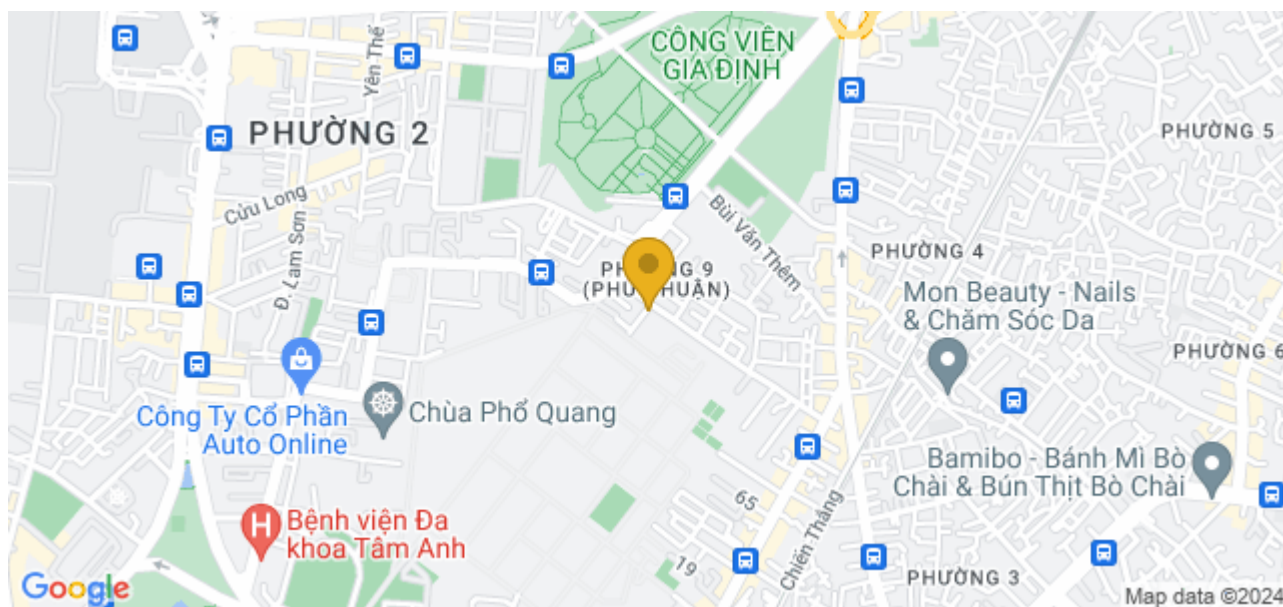 CÔNG VIÊN
GIA ĐỊNH
Yên Thế
PHƯỜNG 2
PHƯỜNG 5
Cửu Long
Đ. Lam Sơn
Bùi Văn Thêm
PHƯỜNG 4
9
(PHÚ NHUẬN)
Mon Beauty - Nails
& Chăm Sóc Da
PHƯỜNG 6
Công Ty Cổ Phần
Auto Online
Chùa Phổ Quang
Bamibo - Bánh Mì Bò
Chài & Bún Thịt Bò Chài
65
Bệnh viện Đa
khoa Tâm Anh
Chiến Thắng
19
PHƯỜNG 3
Google
Map data ©2024